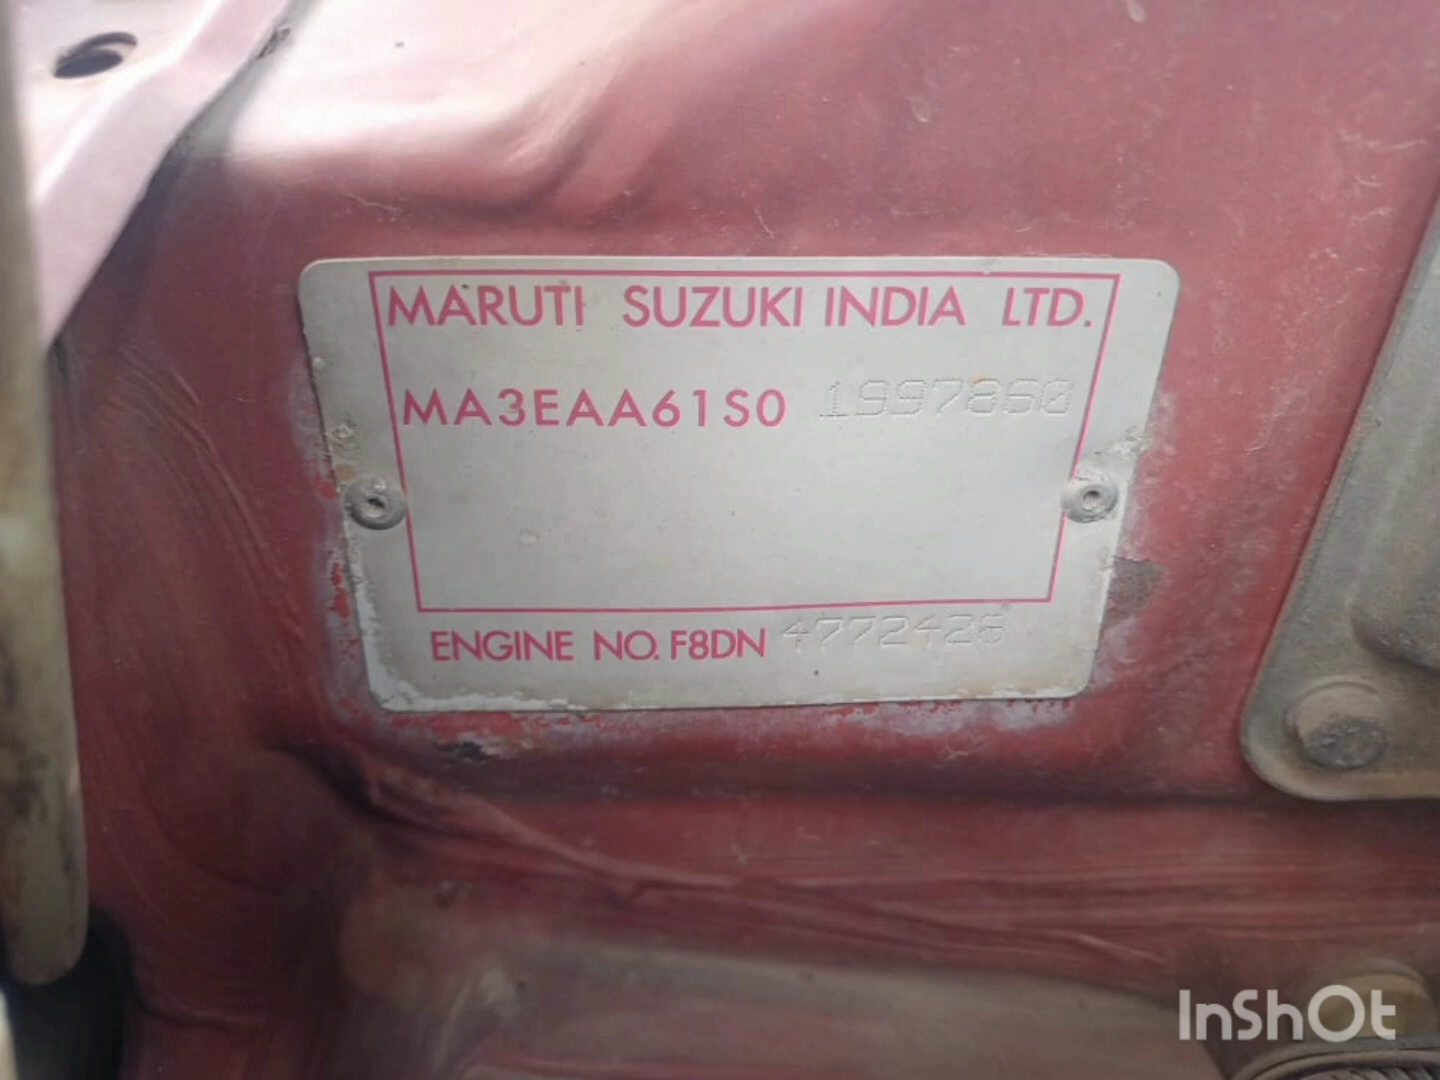 MARUTI SUZUKI INDIA LTD.
MA3EAA61S0 1997860
ENGINE NO. F8DN 4772426
InShOt